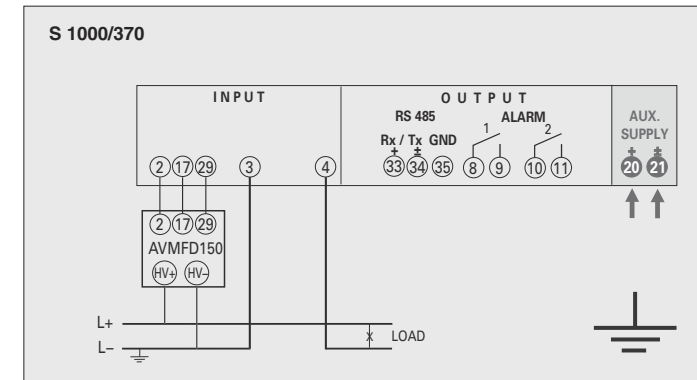 S 1000/370
INPUT
OUTPUT
RS 485 ALARM
AUX.
SUPPLY
1 2
Rx / Tx GND
+ ±
+ ±
2 17 29 3 4 33 34 35 8 9 10 11 20 21
2 17 29
AVMFD150
HV+ HV–
L+
X LOAD
L–